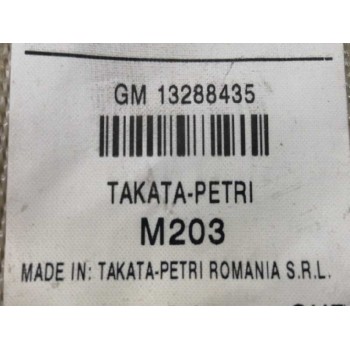 GM 13288435
TAKATA-PETRI
M203
MADE IN: TAKATA-PETRI ROMANIA S.R.L.